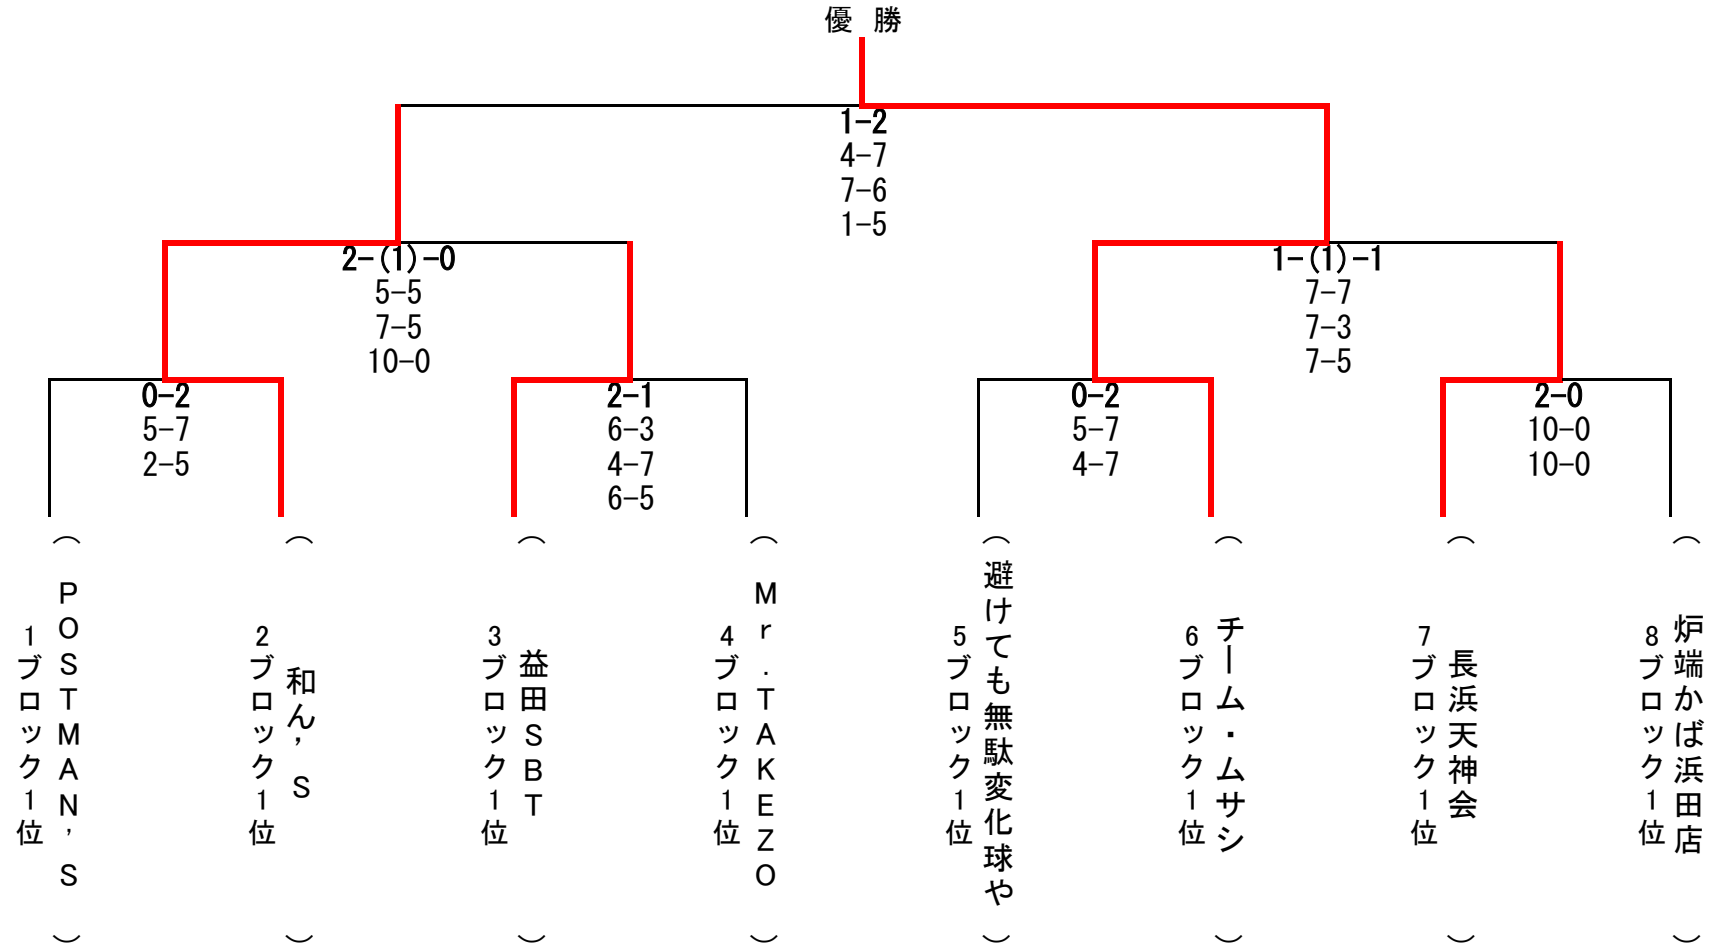 優 勝
1-2
4-7
7-6
1-5
2-(1)-0
5-5
7-5
10-0
1-(1)-1
7-7
7-3
7-5
0-2
5-7
2-5
2-1
6-3
4-7
6-5
0-2
5-7
4-7
2-0
10-0
10-0
(POSTMAN'S)
1ブロック1位
(和ん'S)
2ブロック1位
(益田SBT)
3ブロック1位
(Mr.TAKEZO)
4ブロック1位
(避けても無駄変化球や)
5ブロック1位
(チーム・ムサシ)
6ブロック1位
(長浜天神会)
7ブロック1位
(炉端かば浜田店)
8ブロック1位